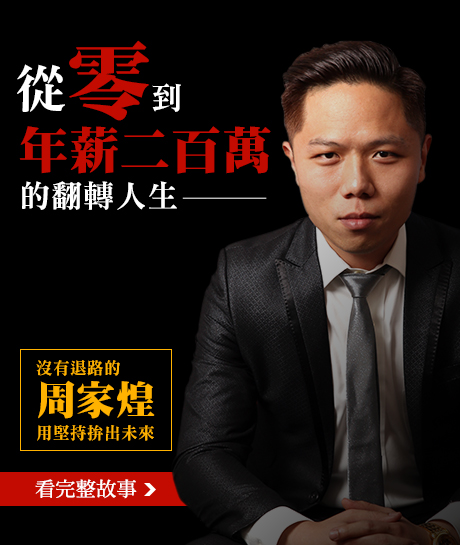 從零到
年薪二百萬
的翻轉人生——
沒有退路的
周家煌
用堅持拚出未來
看完整故事